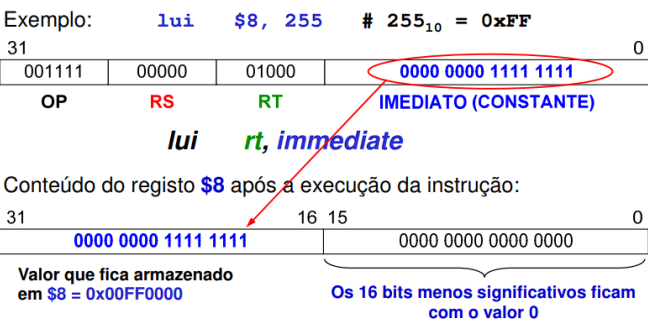 Exemplo: lui $8, 255 # 255₁₀ = 0xFF
31 0
001111 00000 01000 0000 0000 1111 1111
OP RS RT IMEDIATO (CONSTANTE)
lui rt, immediate
Conteúdo do registo $8 após a execução da instrução:
31 16 15 0
0000 0000 1111 1111 0000 0000 0000 0000
Valor que fica armazenado
em $8 = 0x00FF0000
Os 16 bits menos significativos ficam
com o valor 0